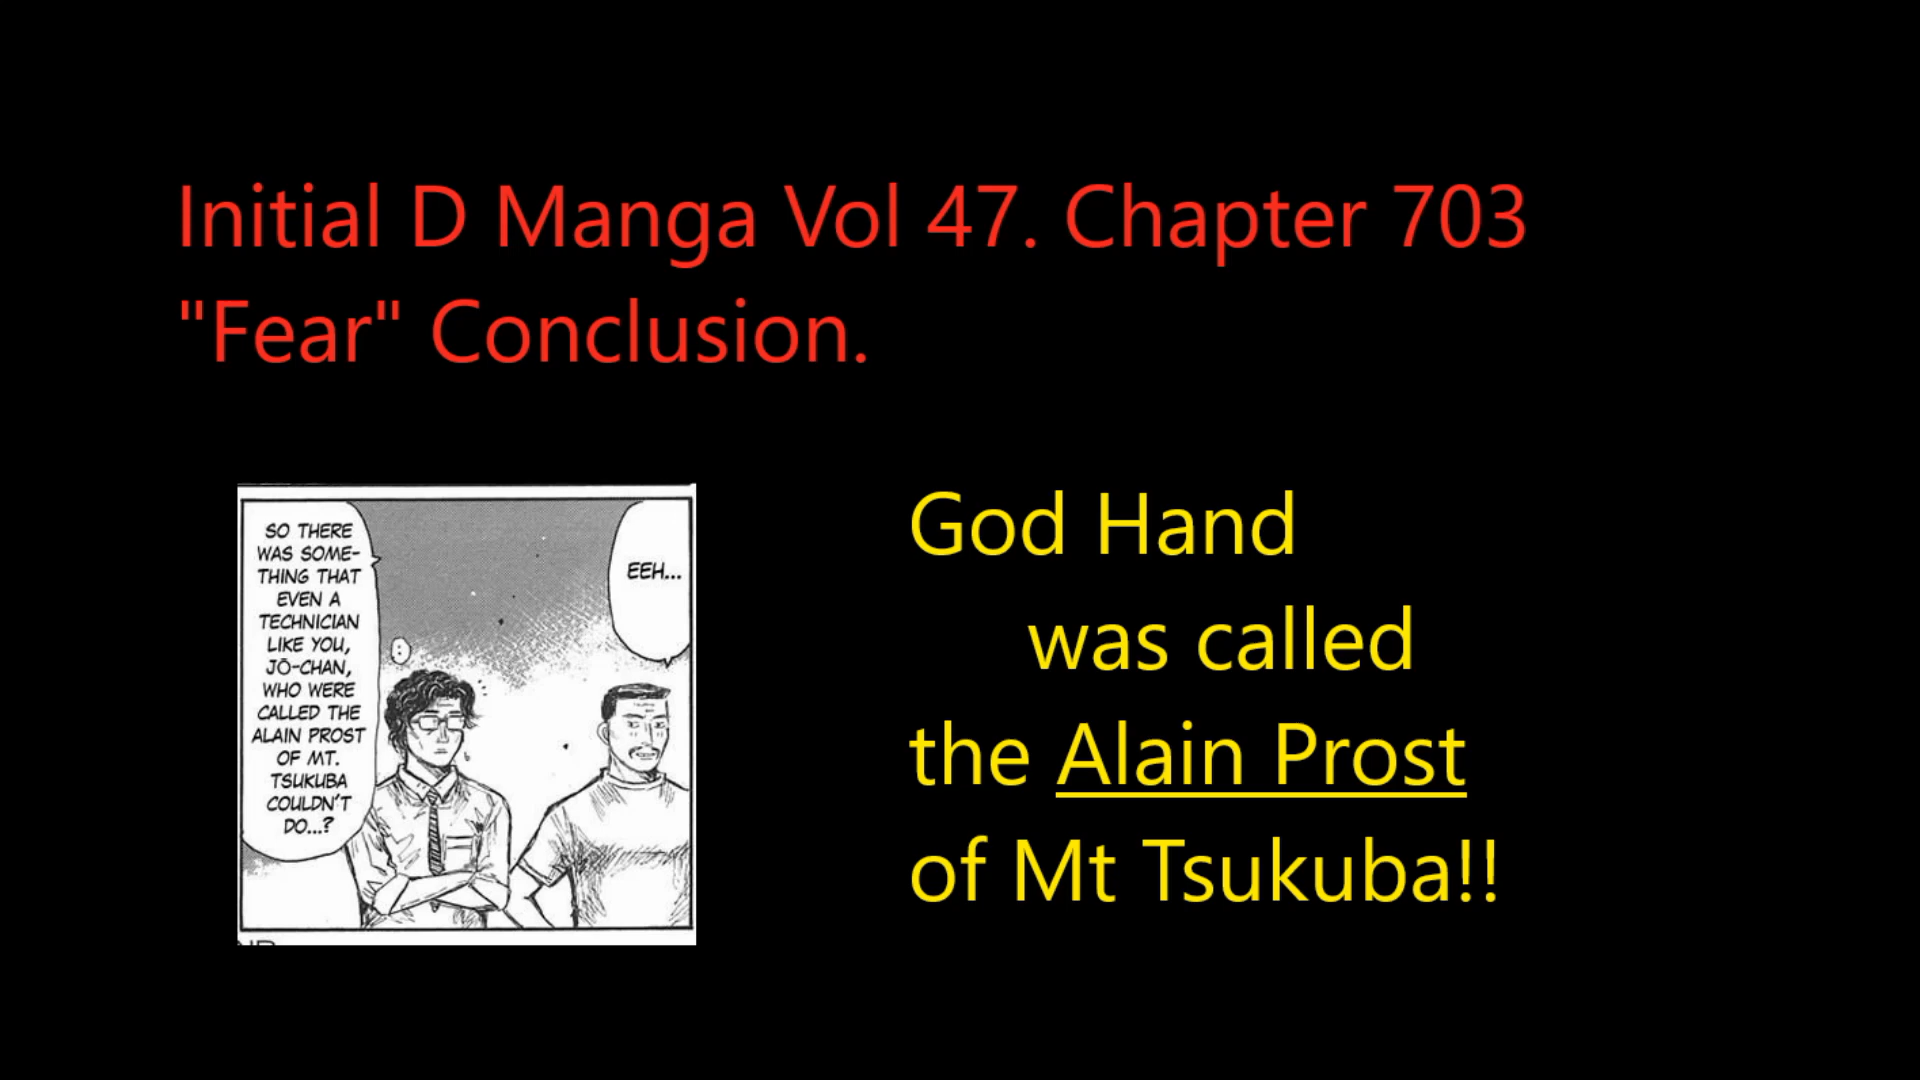 Initial D Manga Vol 47. Chapter 703
"Fear" Conclusion.
SO THERE
WAS SOME-
THING THAT
EVEN A
TECHNICIAN
LIKE YOU,
JŌ-CHAN,
WHO WERE
CALLED THE
ALAIN PROST
OF MT.
TSUKUBA
COULDN'T
DO...?
EEH...
God Hand
was called
the Alain Prost
of Mt Tsukuba!!